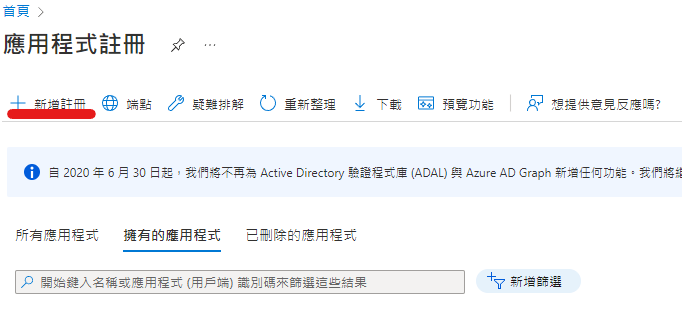 首頁 >
應用程式註冊 ...
+ 新增註冊 端點 疑難排解 重新整理 下載 預覽功能 想提供意見反應嗎?
自 2020 年 6 月 30 日起，我們將不再為 Active Directory 驗證程式庫 (ADAL) 與 Azure AD Graph 新增任何功能。我們將繼
所有應用程式 擁有的應用程式 已刪除的應用程式
開始鍵入名稱或應用程式 (用戶端) 識別碼來篩選這些結果 新增篩選